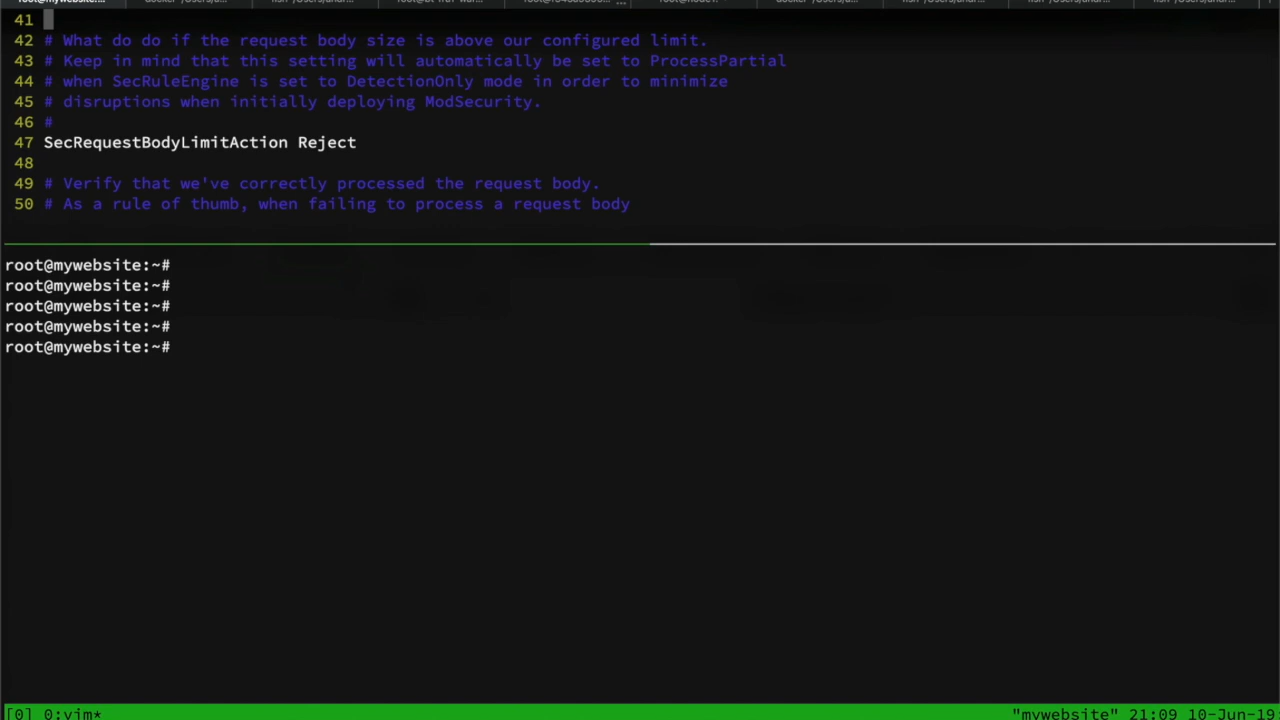 41
42 # What do do if the request body size is above our configured limit.
43 # Keep in mind that this setting will automatically be set to ProcessPartial
44 # when SecRuleEngine is set to DetectionOnly mode in order to minimize
45 # disruptions when initially deploying ModSecurity.
46 #
47 SecRequestBodyLimitAction Reject
48
49 # Verify that we've correctly processed the request body.
50 # As a rule of thumb, when failing to process a request body
root@mywebsite:~#
root@mywebsite:~#
root@mywebsite:~#
root@mywebsite:~#
root@mywebsite:~#
[0] 0:vim* "mywebsite" 21:09 10-Jun-19